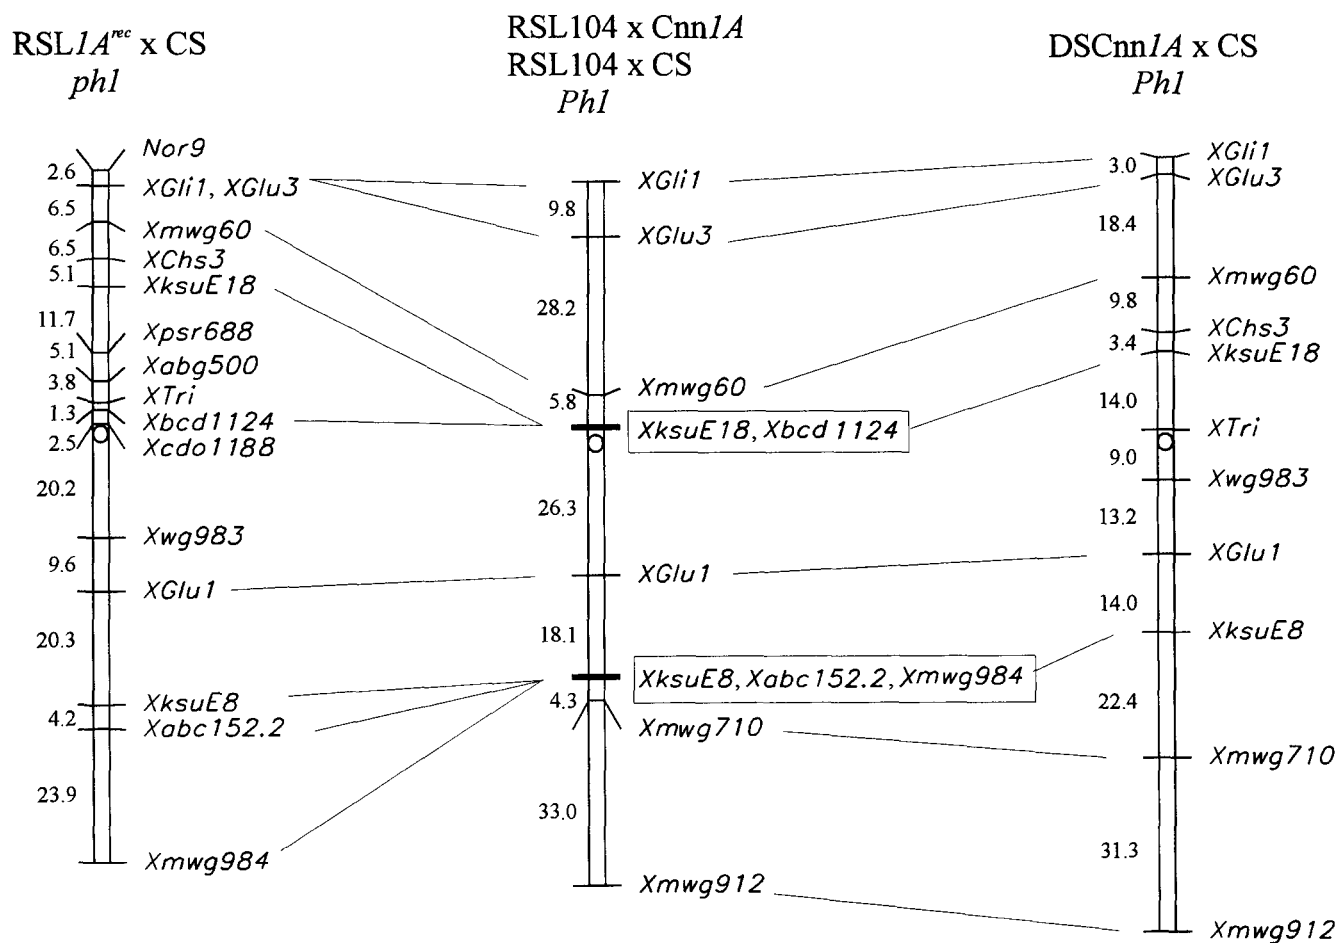 RSL1A^rec x CS
ph1
2.6
6.5
6.5
5.1
11.7
5.1
3.8
1.3
2.5
20.2
9.6
20.3
4.2
23.9
Nor9
XGli1, XGlu3
Xmwg60
XChs3
XksuE18
Xpsr688
Xabg500
XTri
Xbcd1124
Xcdo1188
Xwg983
XGlu1
XksuE8
Xabc152.2
Xmwg984
RSL104 x Cnn1A
RSL104 x CS
Ph1
9.8
28.2
5.8
26.3
18.1
4.3
33.0
XGli1
XGlu3
Xmwg60
XksuE18, Xbcd1124
XGlu1
XksuE8, Xabc152.2, Xmwg984
Xmwg710
Xmwg912
DSCnn1A x CS
Ph1
3.0
18.4
9.8
3.4
14.0
9.0
13.2
14.0
22.4
31.3
XGli1
XGlu3
Xmwg60
XChs3
XksuE18
XTri
Xwg983
XGlu1
XksuE8
Xmwg710
Xmwg912